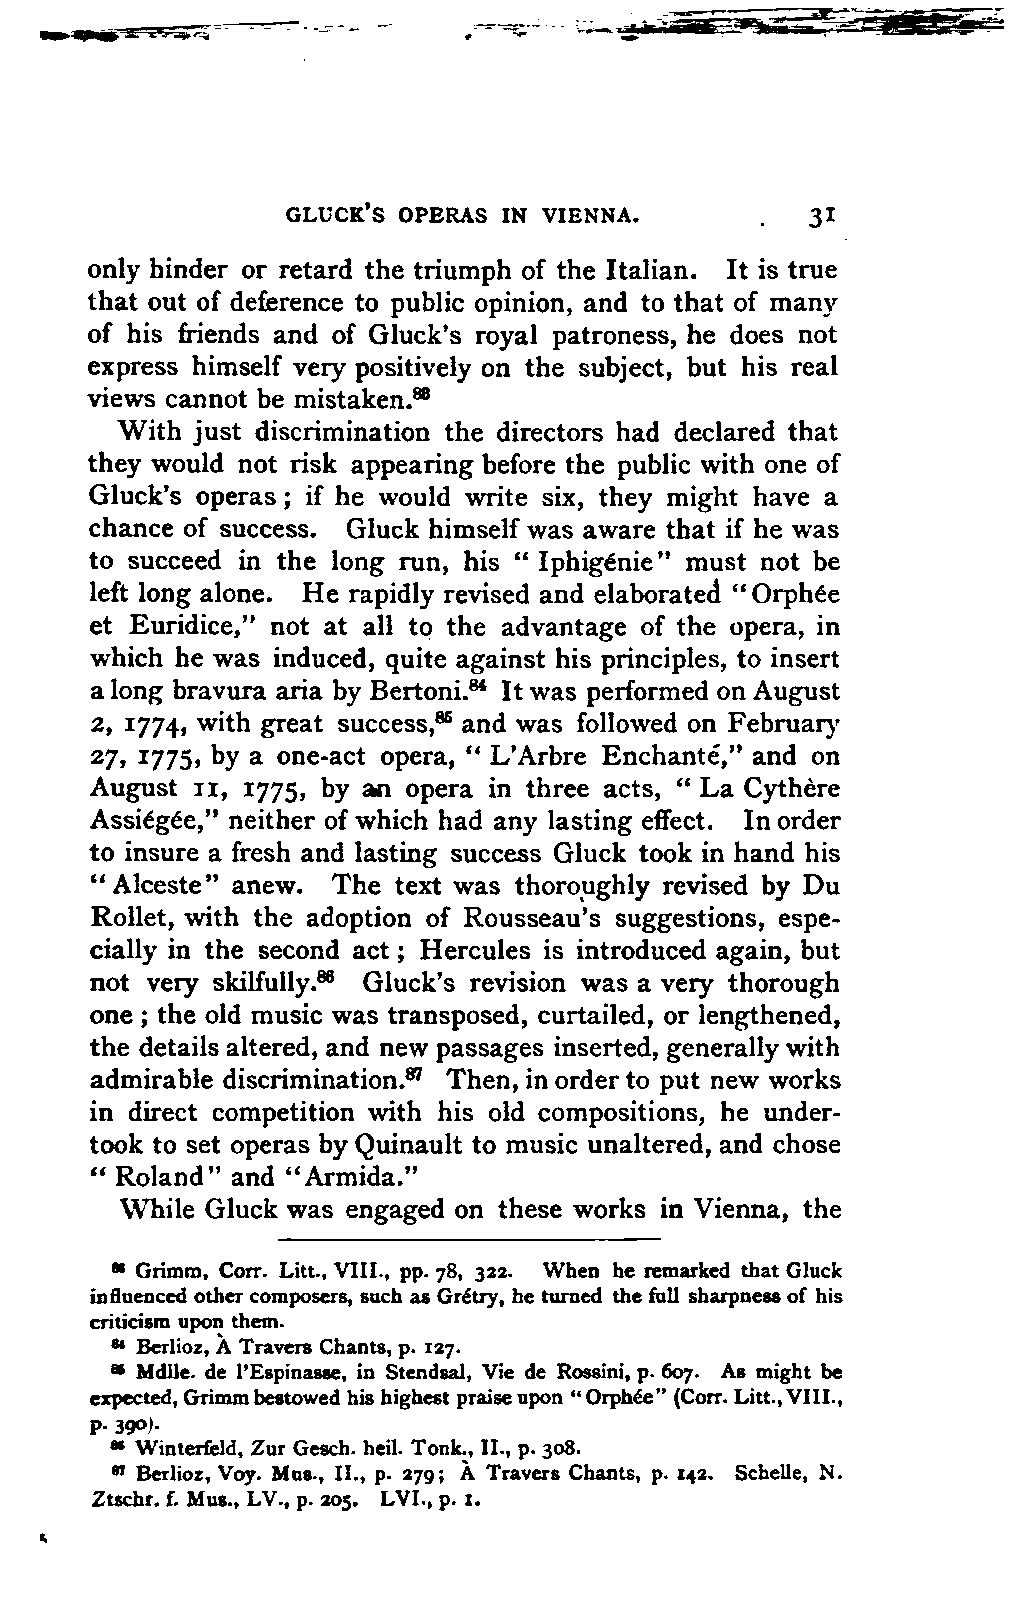 GLUCK'S OPERAS IN VIENNA. 31
only hinder or retard the triumph of the Italian. It is true
that out of deference to public opinion, and to that of many
of his friends and of Gluck's royal patroness, he does not
express himself very positively on the subject, but his real
views cannot be mistaken.⁸³
With just discrimination the directors had declared that
they would not risk appearing before the public with one of
Gluck's operas; if he would write six, they might have a
chance of success. Gluck himself was aware that if he was
to succeed in the long run, his "Iphigénie" must not be
left long alone. He rapidly revised and elaborated "Orphée
et Euridice," not at all to the advantage of the opera, in
which he was induced, quite against his principles, to insert
a long bravura aria by Bertoni.⁸⁴ It was performed on August
2, 1774, with great success,⁸⁵ and was followed on February
27, 1775, by a one-act opera, "L'Arbre Enchanté," and on
August 11, 1775, by an opera in three acts, "La Cythère
Assiégée," neither of which had any lasting effect. In order
to insure a fresh and lasting success Gluck took in hand his
"Alceste" anew. The text was thoroughly revised by Du
Rollet, with the adoption of Rousseau's suggestions, espe-
cially in the second act; Hercules is introduced again, but
not very skilfully.⁸⁶ Gluck's revision was a very thorough
one; the old music was transposed, curtailed, or lengthened,
the details altered, and new passages inserted, generally with
admirable discrimination.⁸⁷ Then, in order to put new works
in direct competition with his old compositions, he under-
took to set operas by Quinault to music unaltered, and chose
"Roland" and "Armida."
While Gluck was engaged on these works in Vienna, the
⁸³ Grimm, Corr. Litt., VIII., pp. 78, 322. When he remarked that Gluck
influenced other composers, such as Grétry, he turned the full sharpness of his
criticism upon them.
⁸⁴ Berlioz, À Travers Chants, p. 127.
⁸⁵ Mdlle. de l'Espinasse, in Stendsal, Vie de Rossini, p. 607. As might be
expected, Grimm bestowed his highest praise upon "Orphée" (Corr. Litt., VIII.,
p. 390).
⁸⁶ Winterfeld, Zur Gesch. heil. Tonk., II., p. 308.
⁸⁷ Berlioz, Voy. Mus., II., p. 279; À Travers Chants, p. 142. Schelle, N.
Ztschr. f. Mus., LV., p. 205. LVI., p. 1.